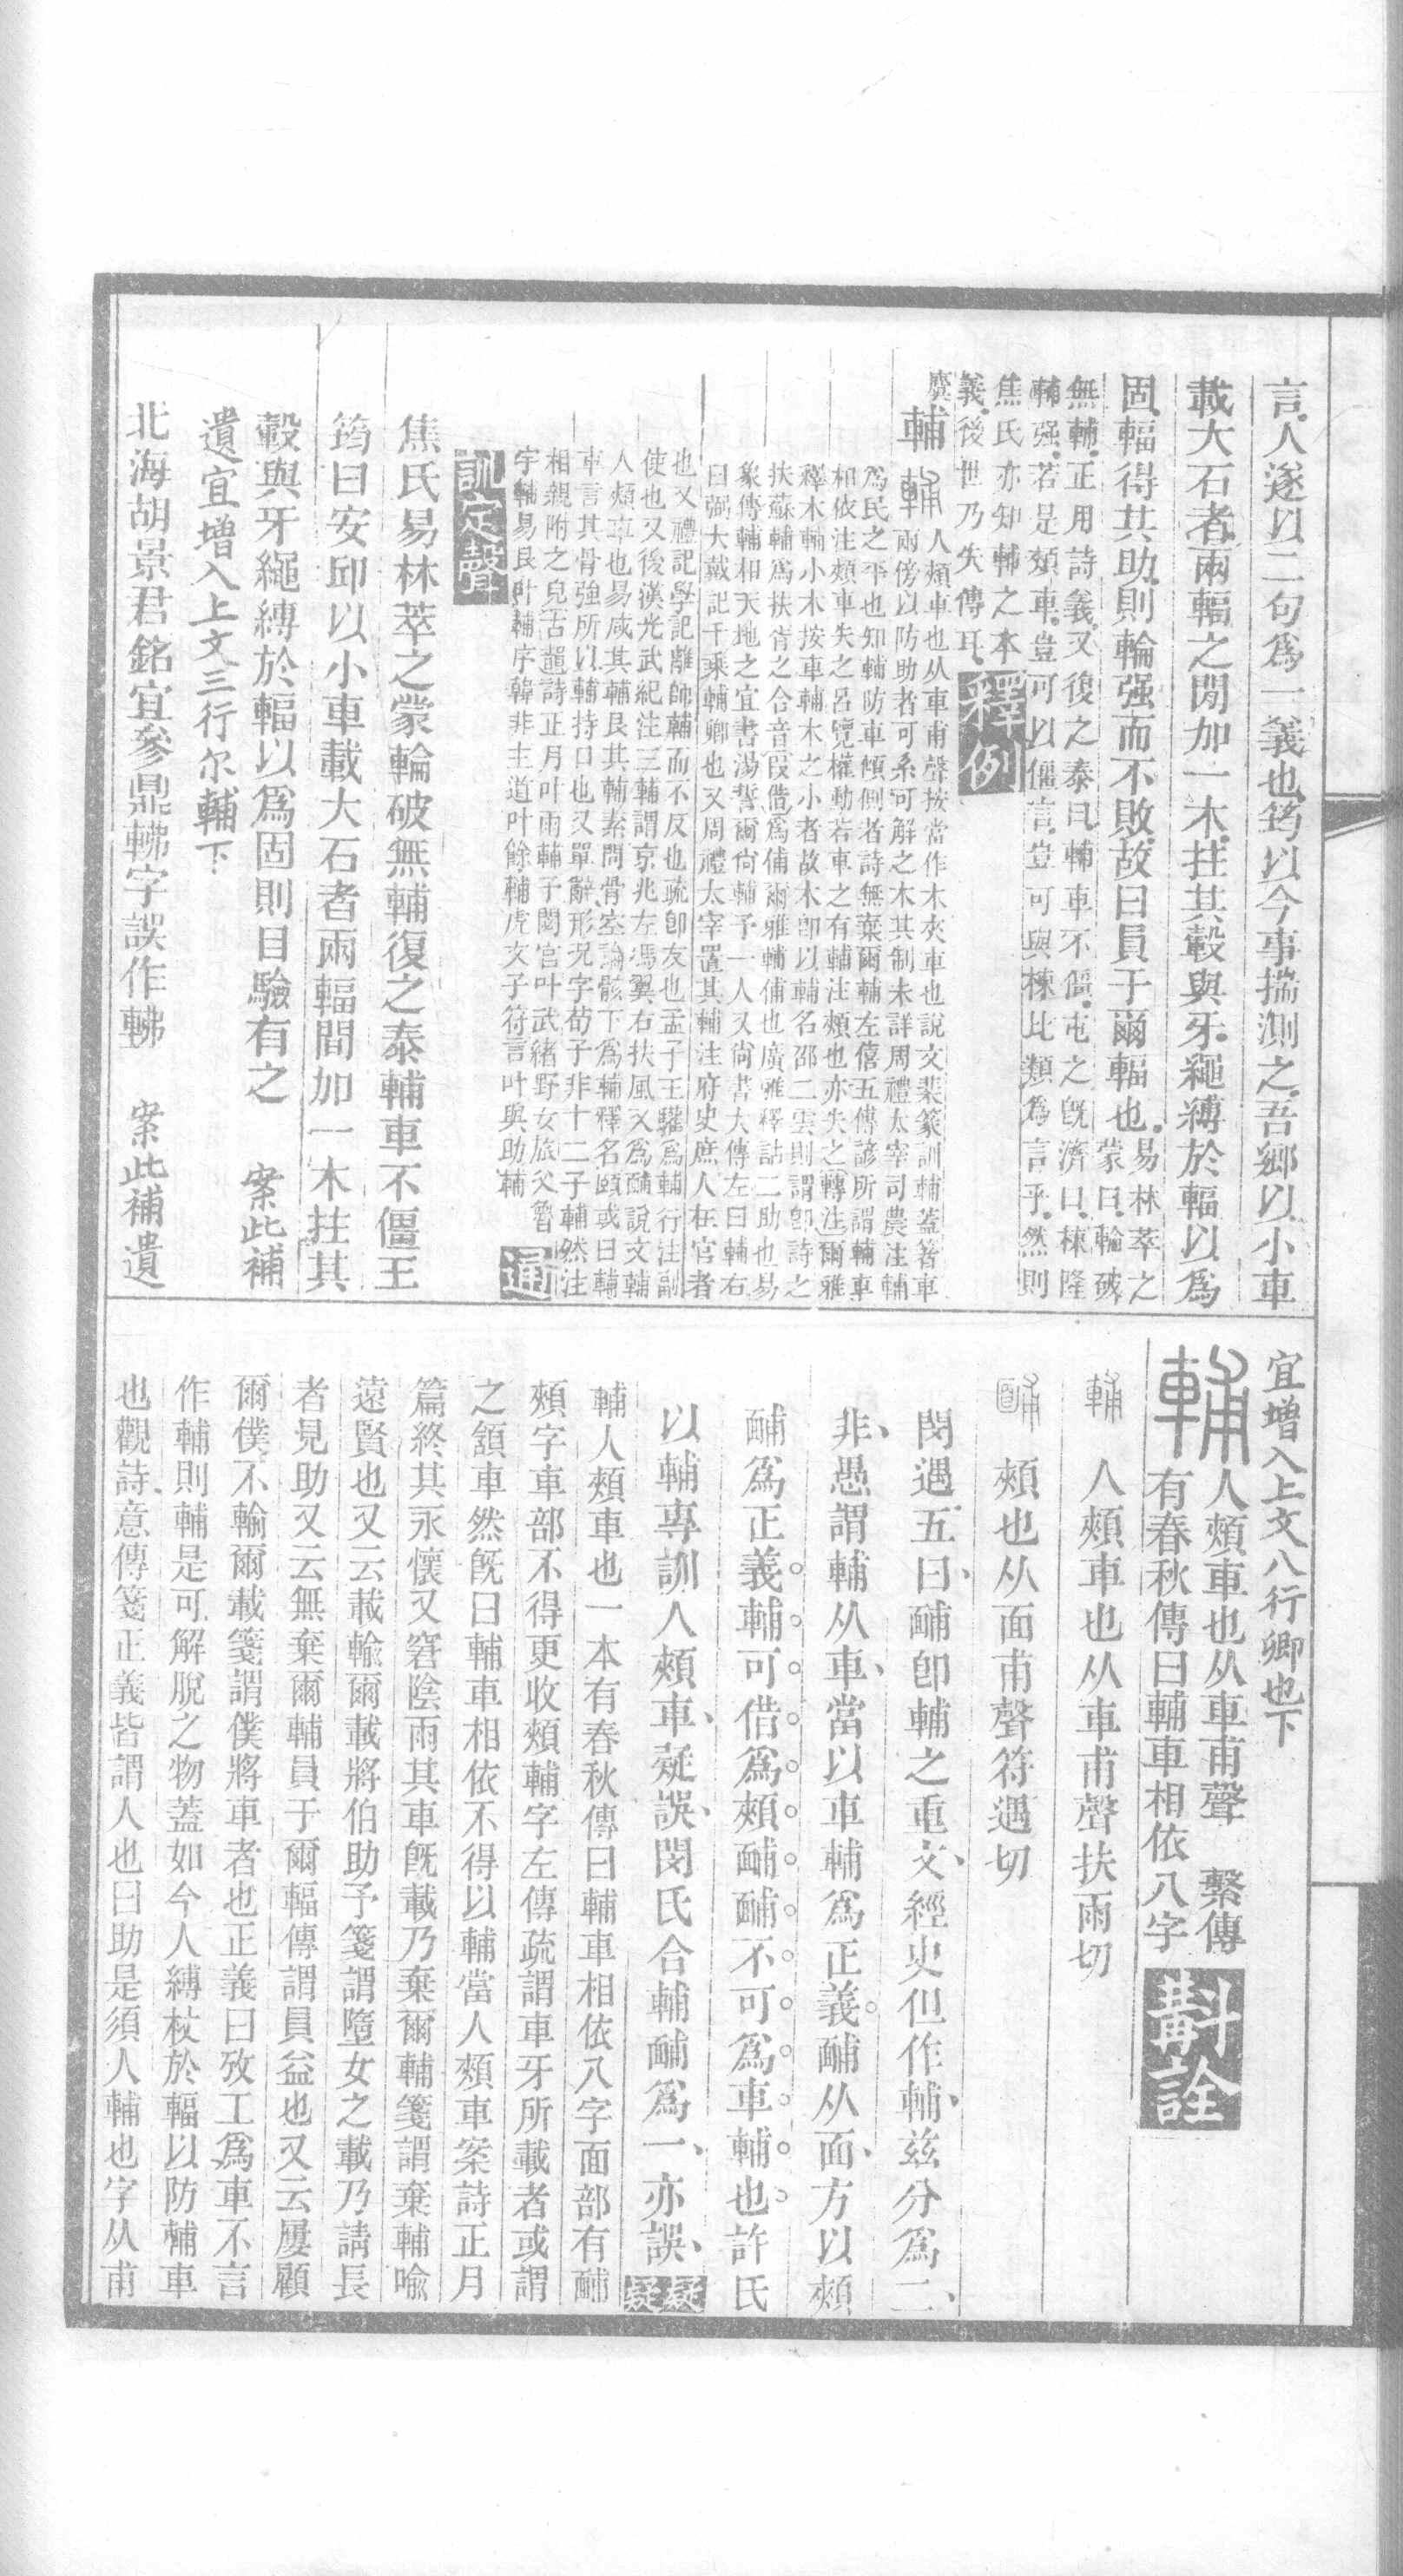 言人遂以二句爲一義也筠以今事揣測之吾鄉以小車
載大石者兩輻之閒加一木拄其轂與牙繩縛於輻以爲
固輻得其助則輪强而不敗故曰員于爾輻也易林萃之
蒙曰輪破
無輔正用詩義又復之泰曰輔車不僵屯之旣濟曰棟隆
輔强若是頰車豈可以僵言豈可與棟比類爲言乎然則
焦氏亦知輔之本
義後世乃失傳耳釋例
虞
輔 輔人頰車也从車甫聲按當作木夾車也說文棐篆訓輔蓋箸車
兩傍以防助者可系可解之木其制未詳周禮太宰司農注輔
爲民之平也知輔防車傾倒者詩無棄爾輔左僖五傳諺所謂輔車
相依注頰車失之呂覽權動若車之有輔注頰也亦失之轉注爾雅
釋木輔小木按車輔木之小者故木卽以輔名邵二雲則謂卽詩之
扶蘇輔爲扶胥之合音叚借爲俌爾雅輔俌也廣雅釋詁二助也易
象傳輔相天地之宜書湯誓爾尙輔予一人又尙書大傳左曰輔右
曰弼大戴記千乘輔卿也又周禮太宰置其輔注府史庶人在官者
也又禮記學記離師輔而不反也疏卽友也孟子王驩爲輔行注副
使也又後漢光武紀注三輔謂京兆左馮翼右扶風又爲䩉說文輔
人頰車也易咸其輔艮其輔素問骨空論骸下爲輔釋名頤或曰輔
車言其骨強所以輔持口也又單辭形況字荀子非十二子輔然注
相親附之皃古韻詩正月叶雨輔予閟宮叶武緖野女旅父魯
宇輔易艮叶輔序韓非主道叶餘輔虎文子符言叶與助輔 通
訓定聲
焦氏易林萃之蒙輪破無輔復之泰輔車不僵王
筠曰安邱以小車載大石者兩輻間加一木拄其
轂與牙繩縛於輻以爲固則目驗有之 案此補
遺宜增入上文三行尔輔下
北海胡景君銘宜參鼎䩉字誤作䩉 案此補遺
宜增入上文八行卿也下
輔人頰車也从車甫聲 繫傳
有春秋傳曰輔車相依八字 斠詮
輔 人頰車也从車甫聲扶雨切
䩉 頰也从面甫聲符遇切
閔遇五曰䩉卽輔之重文經史但作輔玆分爲二
非愚謂輔从車當以車輔爲正義䩉从面方以頰
䩉爲正義輔可借爲頰䩉䩉不可爲車輔也許氏
以輔專訓人頰車疑誤閔氏合輔䩉爲一亦誤疑疑
輔人頰車也一本有春秋傳曰輔車相依八字面部有䩉
頰字車部不得更收頰輔字左傳疏謂車牙所載者或謂
之頷車然旣曰輔車相依不得以輔當人頰車案詩正月
篇終其永懷又窘陰雨其車旣載乃棄爾輔箋謂棄輔喩
遠賢也又云載輸爾載將伯助予箋謂墮女之載乃請長
者見助又云無棄爾輔員于爾輻傳謂員益也又云屢顧
爾僕不輸爾載箋謂僕將車者也正義曰攷工爲車不言
作輔則輔是可解脫之物蓋如今人縛杖於輻以防輔車
也觀詩意傳箋正義皆謂人也曰助是須人輔也字从甫